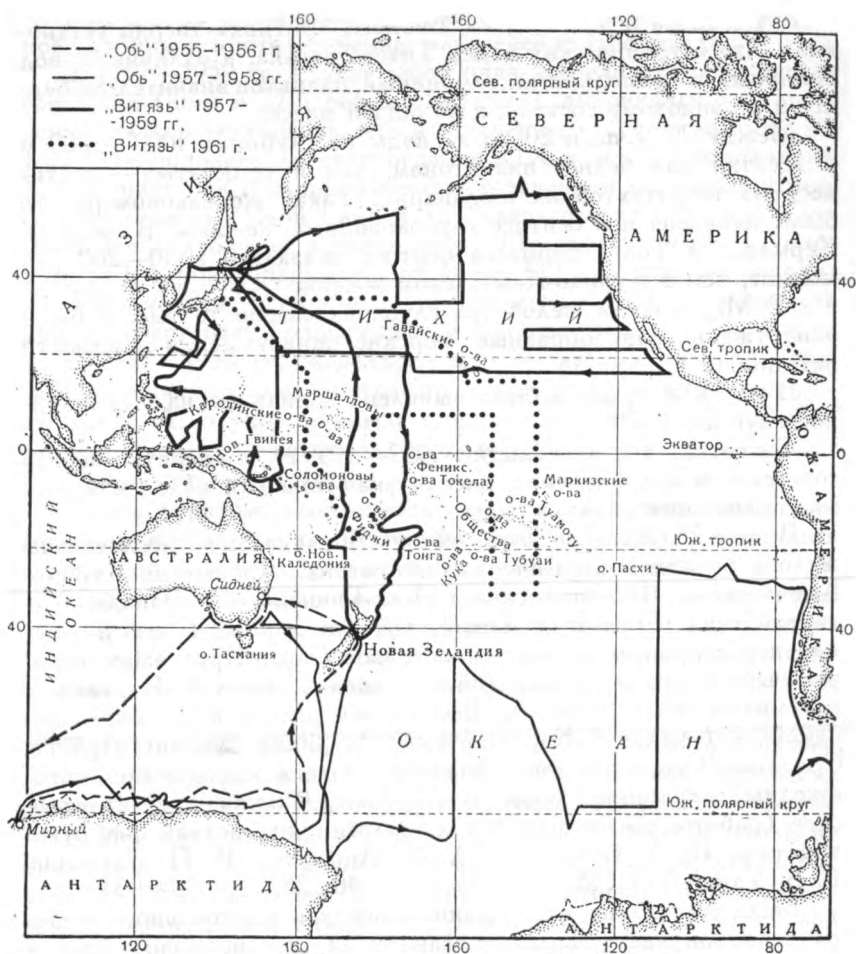 160 160 120 80
„Обь" 1955–1956 гг.
„Обь" 1957–1958 гг.
„Витязь" 1957–
-1959 гг.
„Витязь" 1961 г.
Сев. полярный круг
СЕВЕРНАЯ
АМЕРИКА
АЗИЯ
40 40
ТИХИЙ
Гавайские о-ва
Сев. тропик
Маршалловы
о-ва
Каролинские о-ва
о. Нов.
Гвинея
Экватор
0 0
о-ва
Феникс.
о-ва Токелау
Маркизские
о-ва
Соломоновы
о-ва
о-ва Туамоту
о-ва
Общества
Фиджи
о-ва
Тонга
о-ва
Кука
о-ва Тубуаи
Юж. тропик
о. Пасхи
ЮЖ. АМЕРИКА
ИНДИЙСКИЙ
О.
АВСТРАЛИЯ
о. Нов.
Каледония
Сидней
40 40
о. Тасмания
Новая Зеландия
ОКЕАН
Юж. полярный круг
Мирный
АНТАРКТИДА
АНТАРКТИДА
120 160 160 120 80